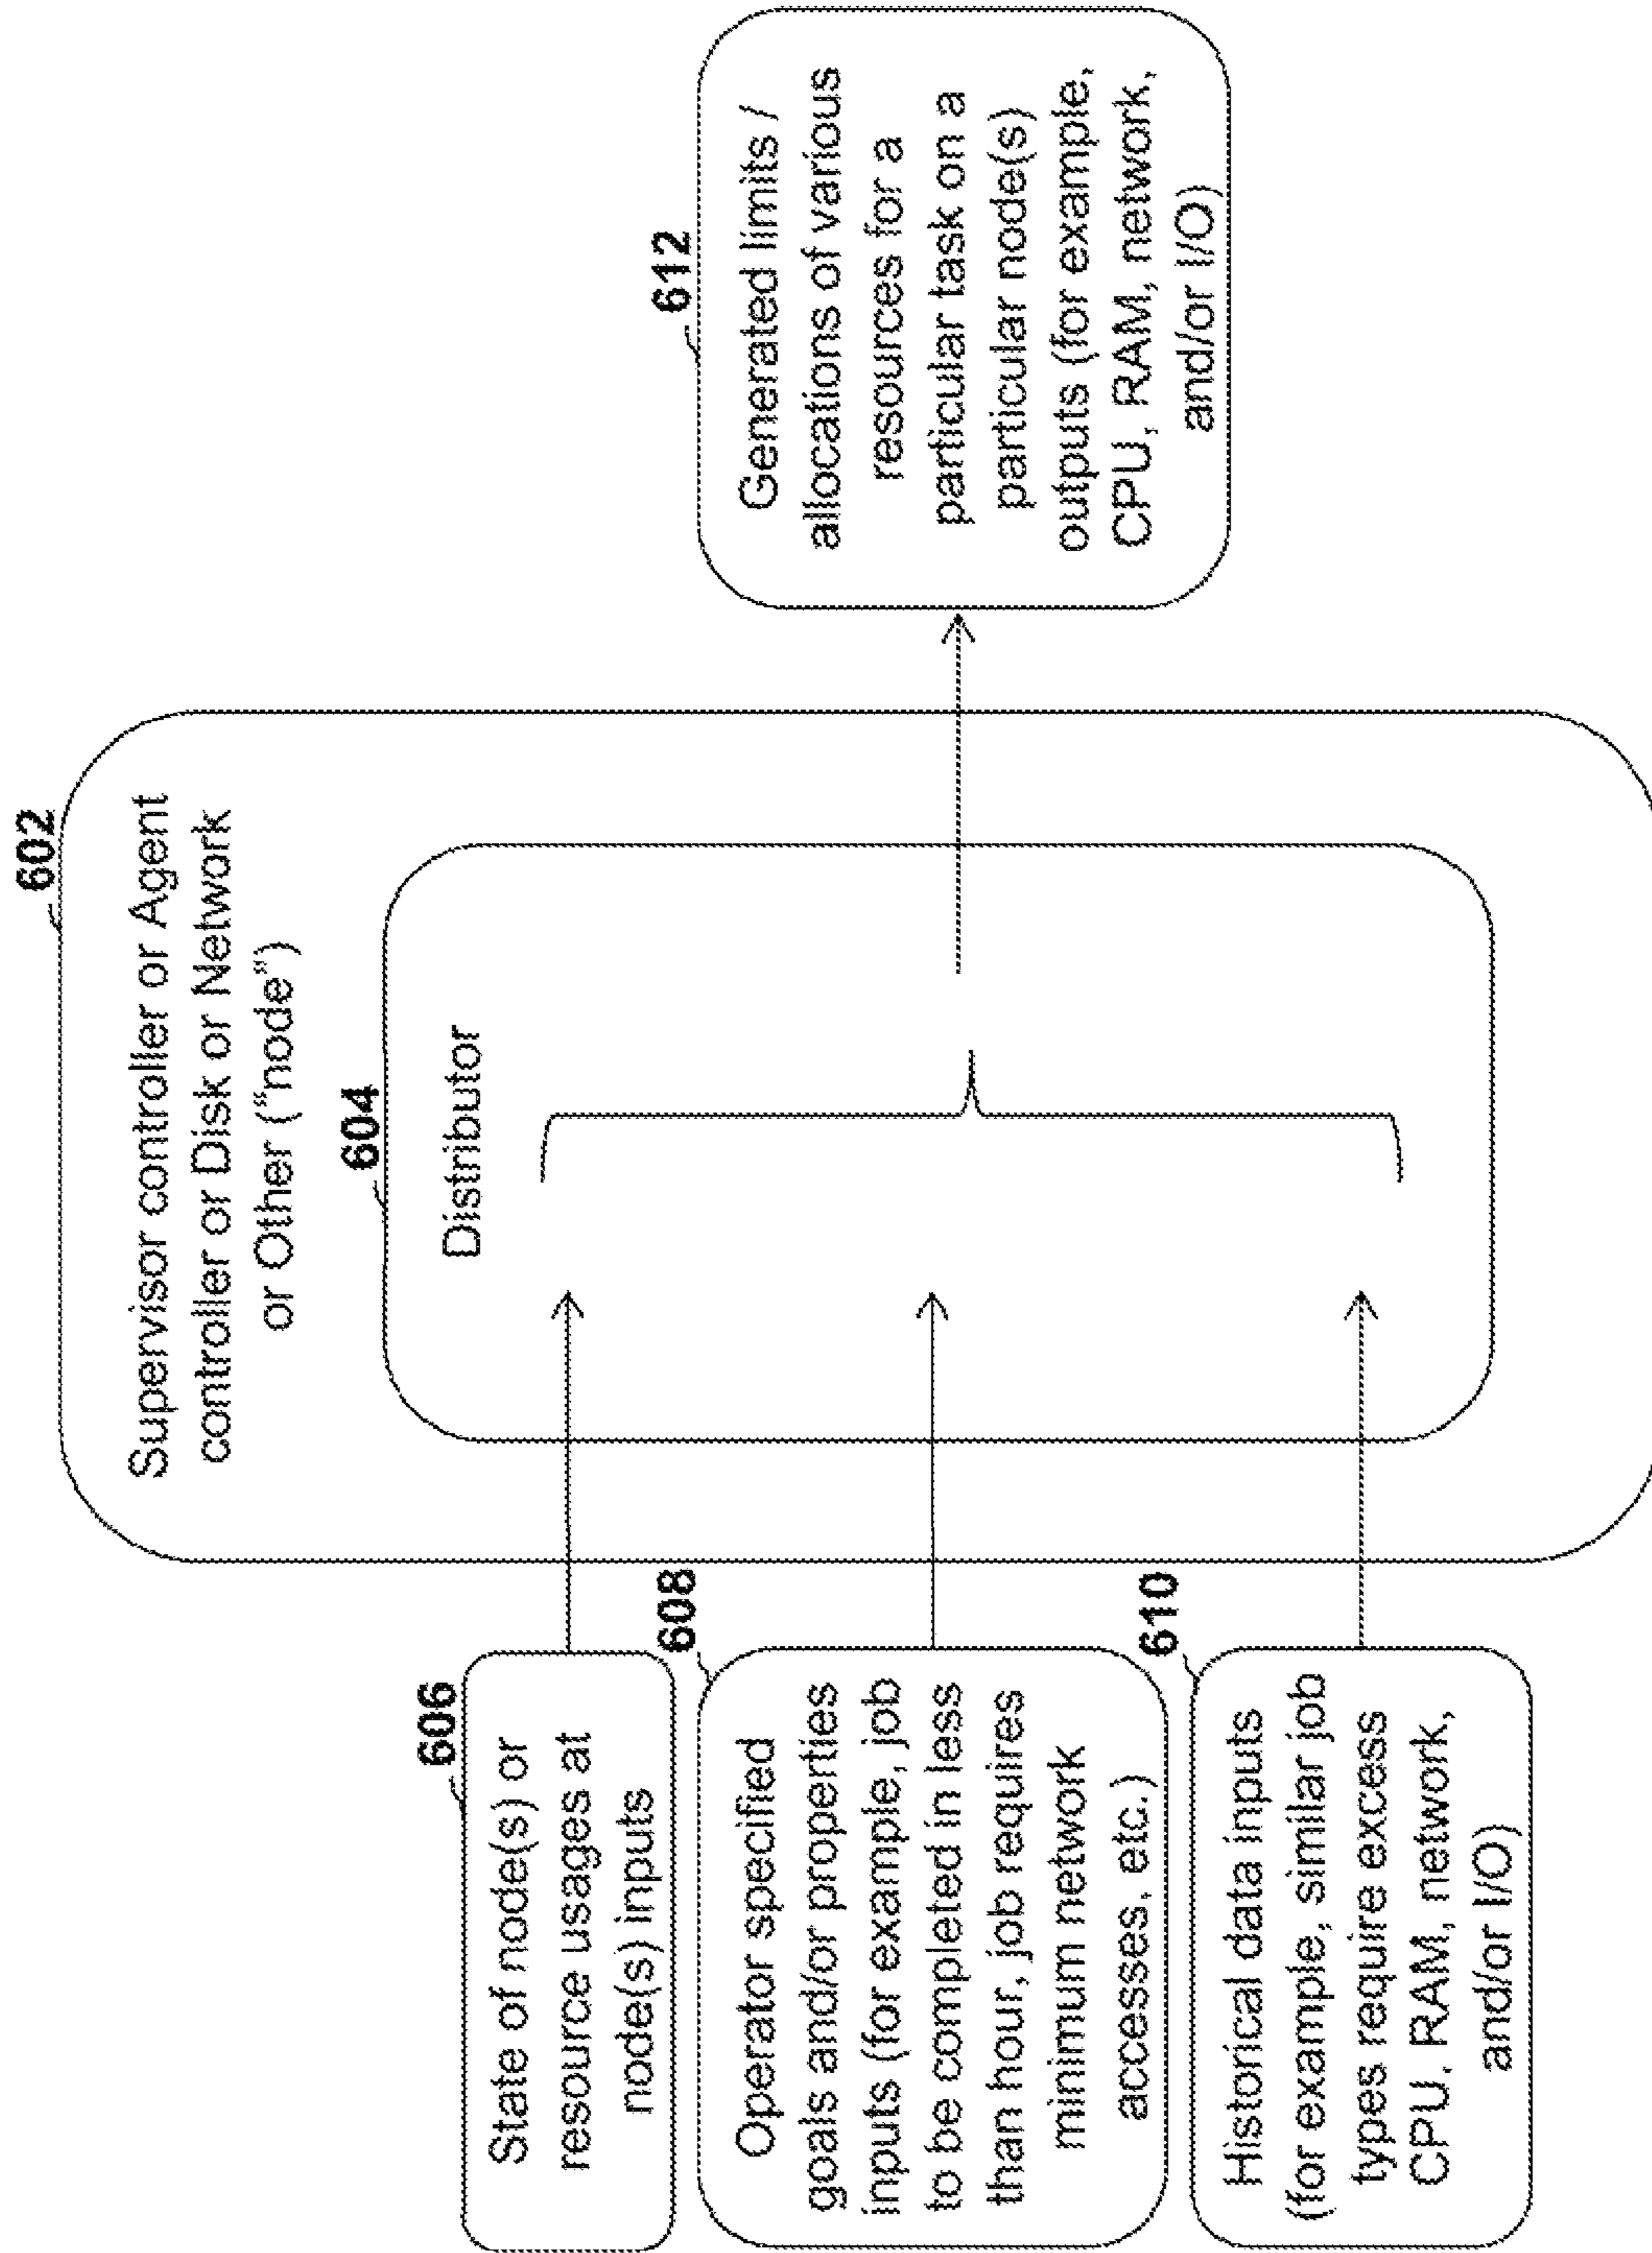 602
Supervisor controller or Agent
controller or Disk or Network
or Other ("node")
604
Distributor
606
State of node(s) or
resource usages at
node(s) inputs
608
Operator specified
goals and/or properties
inputs (for example, job
to be completed in less
than hour, job requires
minimum network
accesses, etc.)
610
Historical data inputs
(for example, similar job
types require excess
CPU, RAM, network,
and/or I/O)
612
Generated limits /
allocations of various
resources for a
particular task on a
particular node(s)
outputs (for example,
CPU, RAM, network,
and/or I/O)